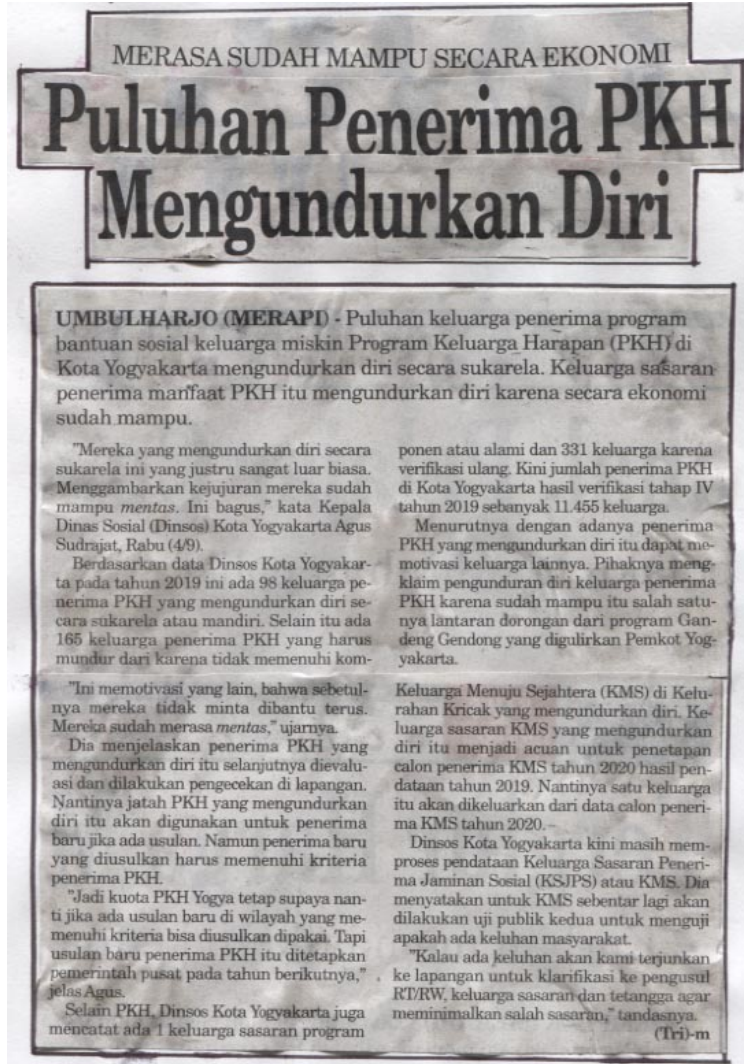 MERASA SUDAH MAMPU SECARA EKONOMI
Puluhan Penerima PKH
Mengundurkan Diri
UMBULHARJO (MERAPI) - Puluhan keluarga penerima program
bantuan sosial keluarga miskin Program Keluarga Harapan (PKH) di
Kota Yogyakarta mengundurkan diri secara sukarela. Keluarga sasaran
penerima manfaat PKH itu mengundurkan diri karena secara ekonomi
sudah mampu.
"Mereka yang mengundurkan diri secara
sukarela ini yang justru sangat luar biasa.
Menggambarkan kejujuran mereka sudah
mampu mentas. Ini bagus," kata Kepala
Dinas Sosial (Dinsos) Kota Yogyakarta Agus
Sudrajat, Rabu (4/9).
Berdasarkan data Dinsos Kota Yogyakar-
ta pada tahun 2019 ini ada 98 keluarga pe-
nerima PKH yang mengundurkan diri se-
cara sukarela atau mandiri. Selain itu ada
165 keluarga penerima PKH yang harus
mundur dari karena tidak memenuhi kom-
ponen atau alami dan 331 keluarga karena
verifikasi ulang. Kini jumlah penerima PKH
di Kota Yogyakarta hasil verifikasi tahap IV
tahun 2019 sebanyak 11.455 keluarga.
Menurutnya dengan adanya penerima
PKH yang mengundurkan diri itu dapat me-
motivasi keluarga lainnya. Pihaknya meng-
klaim pengunduran diri keluarga penerima
PKH karena sudah mampu itu salah satu-
nya lantaran dorongan dari program Gan-
deng Gendong yang digulirkan Pemkot Yog-
yakarta.
"Ini memotivasi yang lain, bahwa sebetul-
nya mereka tidak minta dibantu terus.
Mereka sudah merasa mentas," ujarnya.
Dia menjelaskan penerima PKH yang
mengundurkan diri itu selanjutnya dievalu-
asi dan dilakukan pengecekan di lapangan.
Nantinya jatah PKH yang mengundurkan
diri itu akan digunakan untuk penerima
baru jika ada usulan. Namun penerima baru
yang diusulkan harus memenuhi kriteria
penerima PKH.
"Jadi kuota PKH Yogya tetap supaya nan-
ti jika ada usulan baru di wilayah yang me-
menuhi kriteria bisa diusulkan dipakai. Tapi
usulan baru penerima PKH itu ditetapkan
pemerintah pusat pada tahun berikutnya,"
jelas Agus.
Selain PKH, Dinsos Kota Yogyakarta juga
mencatat ada 1 keluarga sasaran program
Keluarga Menuju Sejahtera (KMS) di Kelu-
rahan Kricak yang mengundurkan diri. Ke-
luarga sasaran KMS yang mengundurkan
diri itu menjadi acuan untuk penetapan
calon penerima KMS tahun 2020 hasil pen-
dataan tahun 2019. Nantinya satu keluarga
itu akan dikeluarkan dari data calon peneri-
ma KMS tahun 2020.
Dinsos Kota Yogyakarta kini masih mem-
proses pendataan Keluarga Sasaran Peneri-
ma Jaminan Sosial (KSJPS) atau KMS. Dia
menyatakan untuk KMS sebentar lagi akan
dilakukan uji publik kedua untuk menguji
apakah ada keluhan masyarakat.
"Kalau ada keluhan akan kami terjunkan
ke lapangan untuk klarifikasi ke pengusul
RT/RW, keluarga sasaran dan tetangga agar
meminimalkan salah sasaran," tandasnya.
(Tri)-m